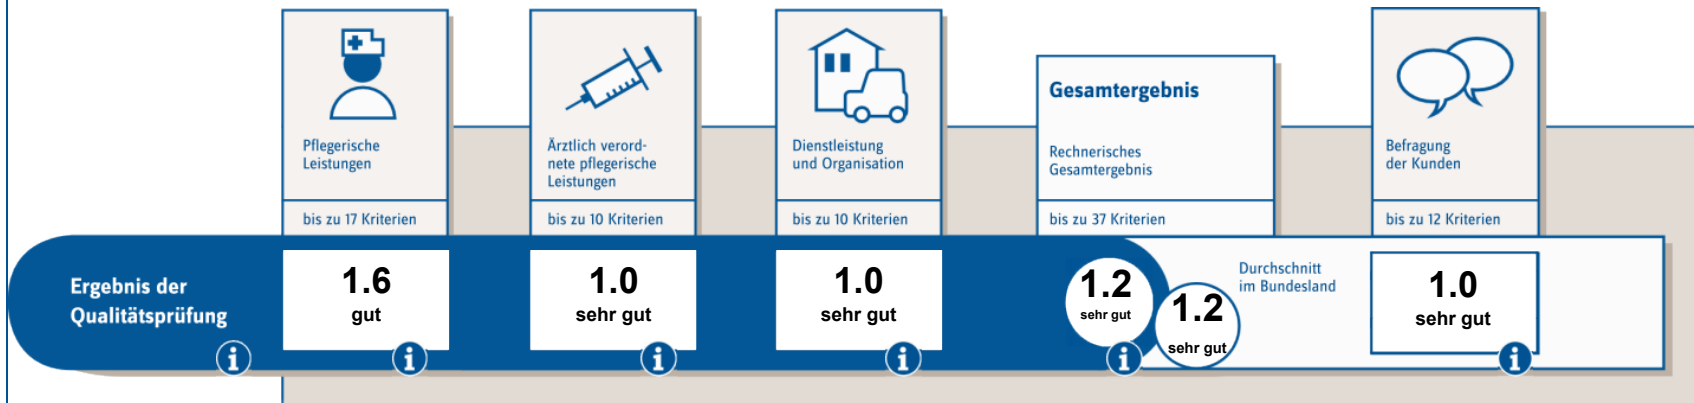 Pflegerische
Leistungen
bis zu 17 Kriterien
Ärztlich verord-
nete pflegerische
Leistungen
bis zu 10 Kriterien
Dienstleistung
und Organisation
bis zu 10 Kriterien
Gesamtergebnis
Rechnerisches
Gesamtergebnis
bis zu 37 Kriterien
Befragung
der Kunden
bis zu 12 Kriterien
Ergebnis der
Qualitätsprüfung
i
1.6
gut
i
1.0
sehr gut
i
1.0
sehr gut
i
1.2
sehr gut
i
1.2
sehr gut
Durchschnitt
im Bundesland
1.0
sehr gut
i